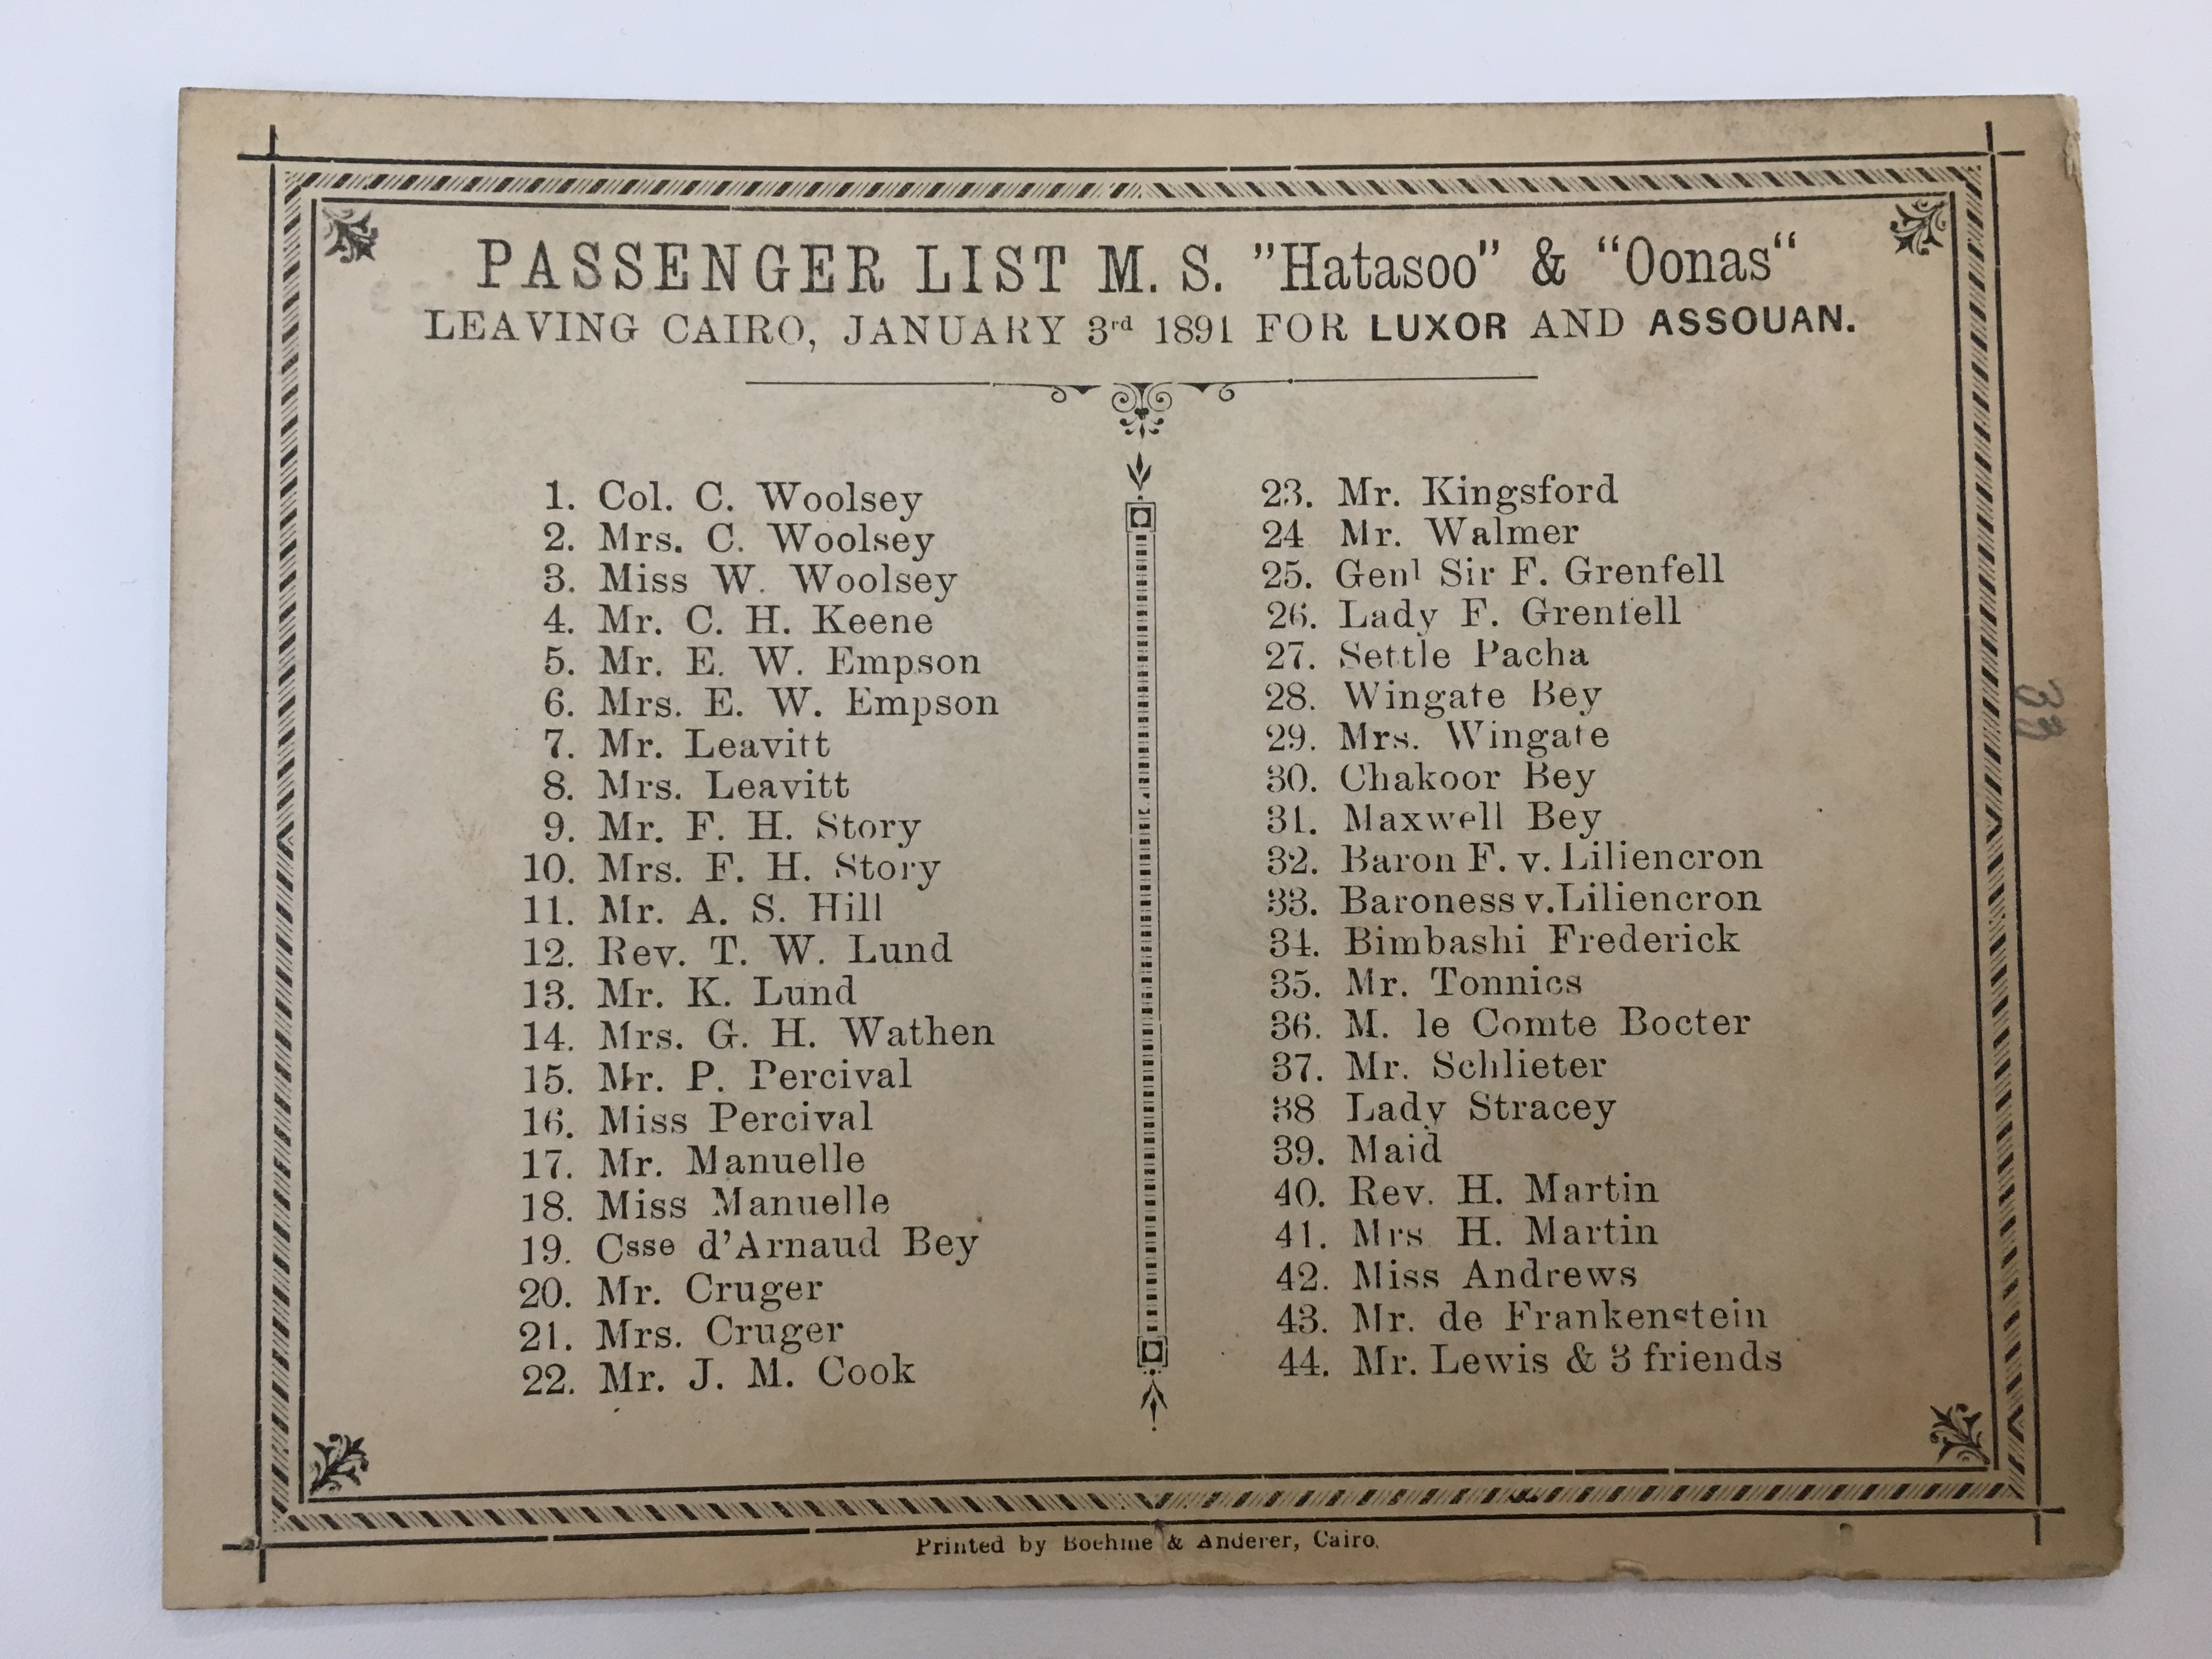 PASSENGER LIST M. S. "Hatasoo" & “Oonas“
LEAVING CAIRO, JANUARY 3rd 1891 FOR LUXOR AND ASSOUAN.
1. Col. C. Woolsey
2. Mrs. C. Woolsey
3. Miss W. Woolsey
4. Mr. C. H. Keene
5. Mr. E. W. Empson
6. Mrs. E. W. Empson
7. Mr. Leavitt
8. Mrs. Leavitt
9. Mr. F. H. Story
10. Mrs. F. H. Story
11. Mr. A. S. Hill
12. Rev. T. W. Lund
13. Mr. K. Lund
14. Mrs. G. H. Wathen
15. Mr. P. Percival
16. Miss Percival
17. Mr. Manuelle
18. Miss Manuelle
19. Csse d'Arnaud Bey
20. Mr. Cruger
21. Mrs. Cruger
22. Mr. J. M. Cook
23. Mr. Kingsford
24 Mr. Walmer
25. Genl Sir F. Grenfell
26. Lady F. Grenfell
27. Settle Pacha
28. Wingate Bey
29. Mrs. Wingate
30. Chakoor Bey
31. Maxwell Bey
32. Baron F. v. Liliencron
33. Baroness v. Liliencron
34. Bimbashi Frederick
35. Mr. Tonnics
36. M. le Comte Bocter
37. Mr. Schlieter
38 Lady Stracey
39. Maid
40. Rev. H. Martin
41. Mrs H. Martin
42. Miss Andrews
43. Mr. de Frankenstein
44. Mr. Lewis & 3 friends
Printed by Boehme & Anderer, Cairo.